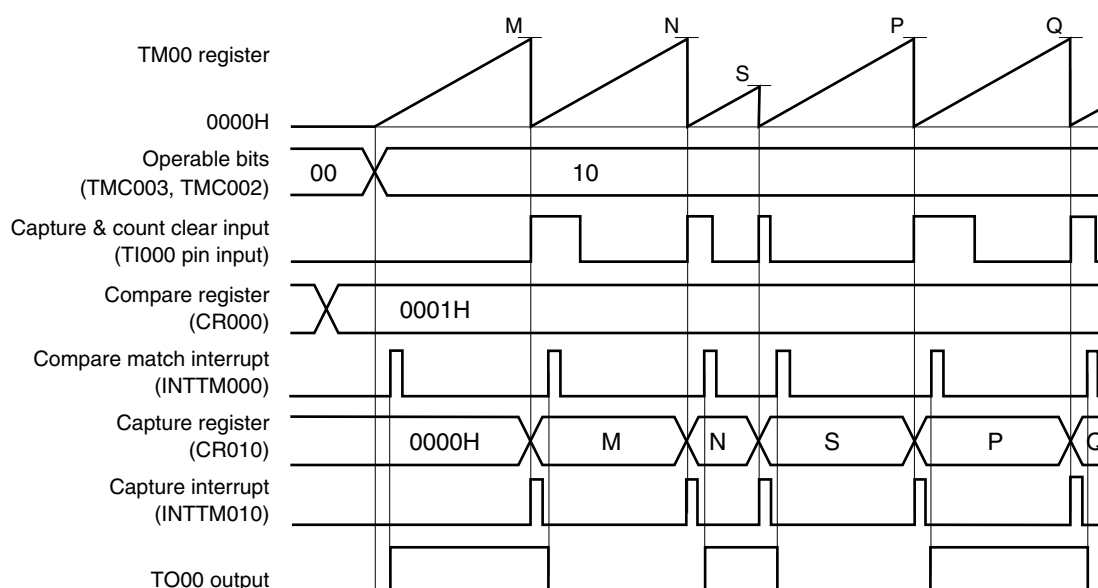 M N S P Q
TM00 register
0000H
Operable bits
(TMC003, TMC002)
00 10
Capture & count clear input
(TI000 pin input)
Compare register
(CR000)
0001H
Compare match interrupt
(INTTM000)
Capture register
(CR010)
0000H M N S P Q
Capture interrupt
(INTTM010)
TO00 output